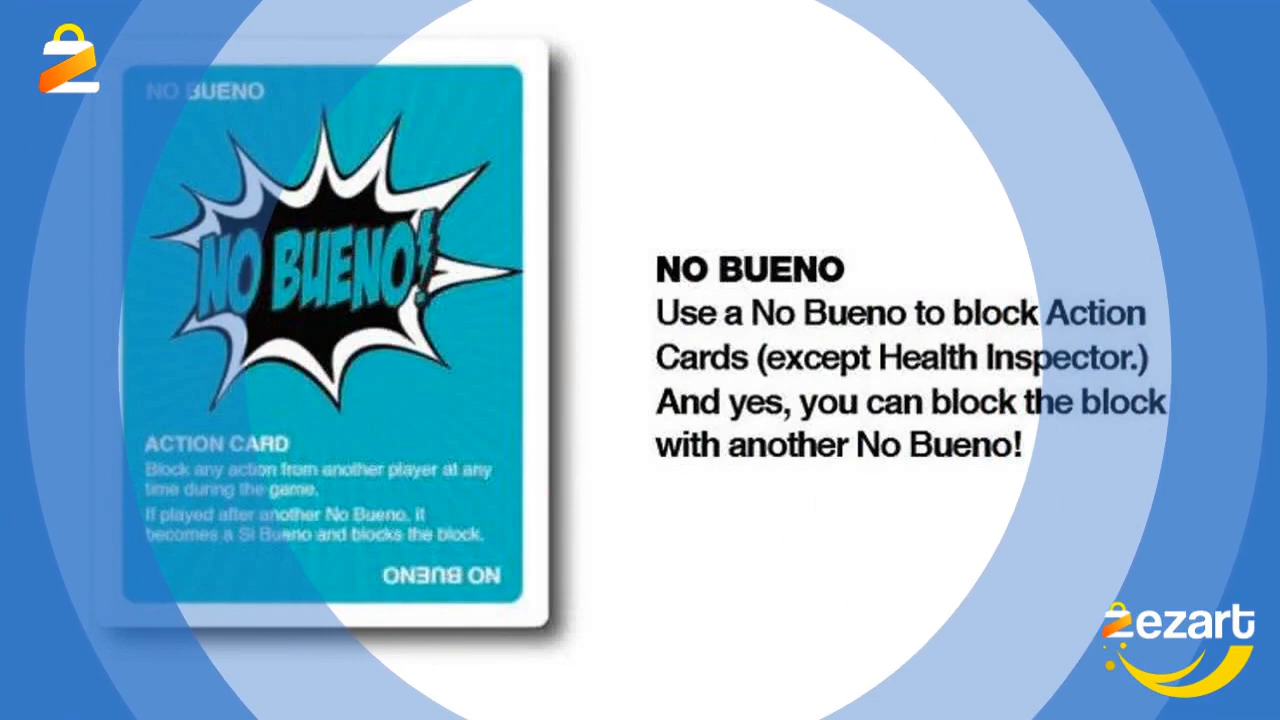 NO BUENO
NO BUENO!
ACTION CARD
Block any action from another player at any
time during the game.
If played after another No Bueno, it
becomes a Si Bueno and blocks the block.
NO BUENO
NO BUENO
Use a No Bueno to block Action
Cards (except Health Inspector.)
And yes, you can block the block
with another No Bueno!
zezart